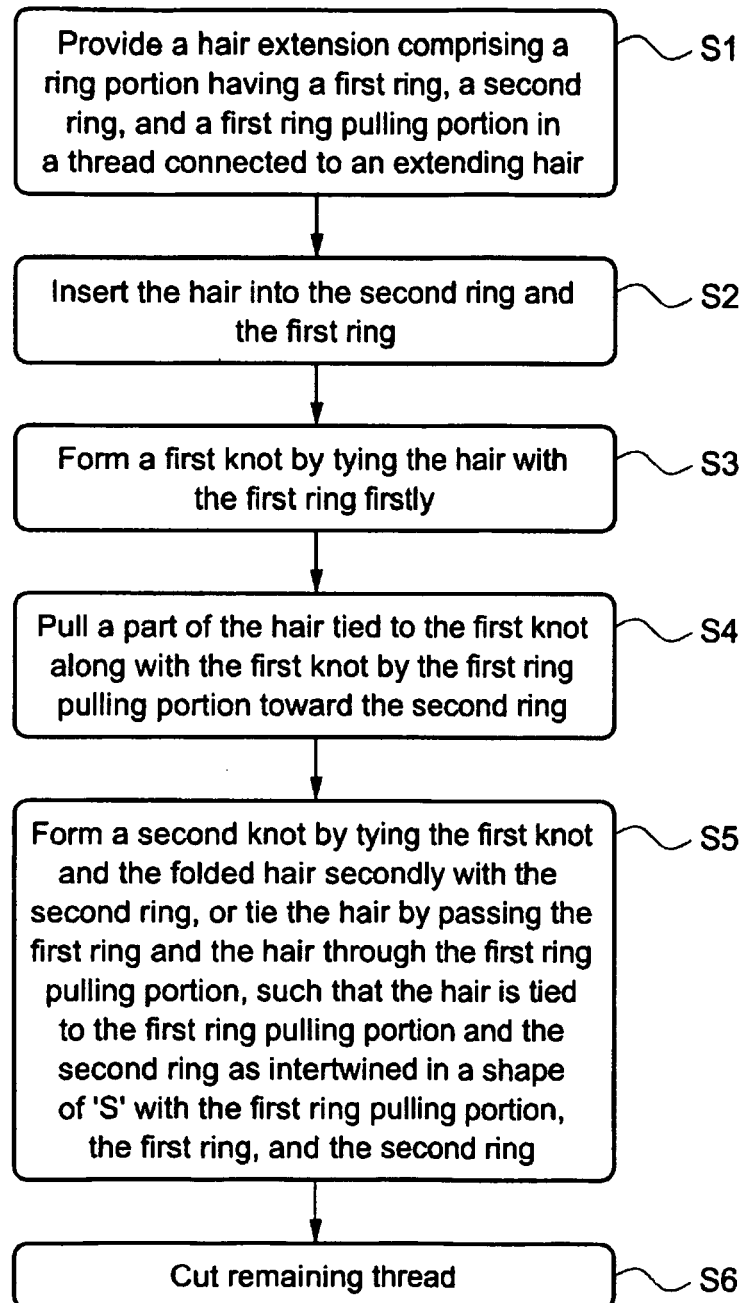 Provide a hair extension comprising a
ring portion having a first ring, a second
ring, and a first ring pulling portion in
a thread connected to an extending hair
S1
Insert the hair into the second ring and
the first ring
S2
Form a first knot by tying the hair with
the first ring firstly
S3
Pull a part of the hair tied to the first knot
along with the first knot by the first ring
pulling portion toward the second ring
S4
Form a second knot by tying the first knot
and the folded hair secondly with the
second ring, or tie the hair by passing the
first ring and the hair through the first ring
pulling portion, such that the hair is tied
to the first ring pulling portion and the
second ring as intertwined in a shape
of 'S' with the first ring pulling portion,
the first ring, and the second ring
S5
Cut remaining thread
S6